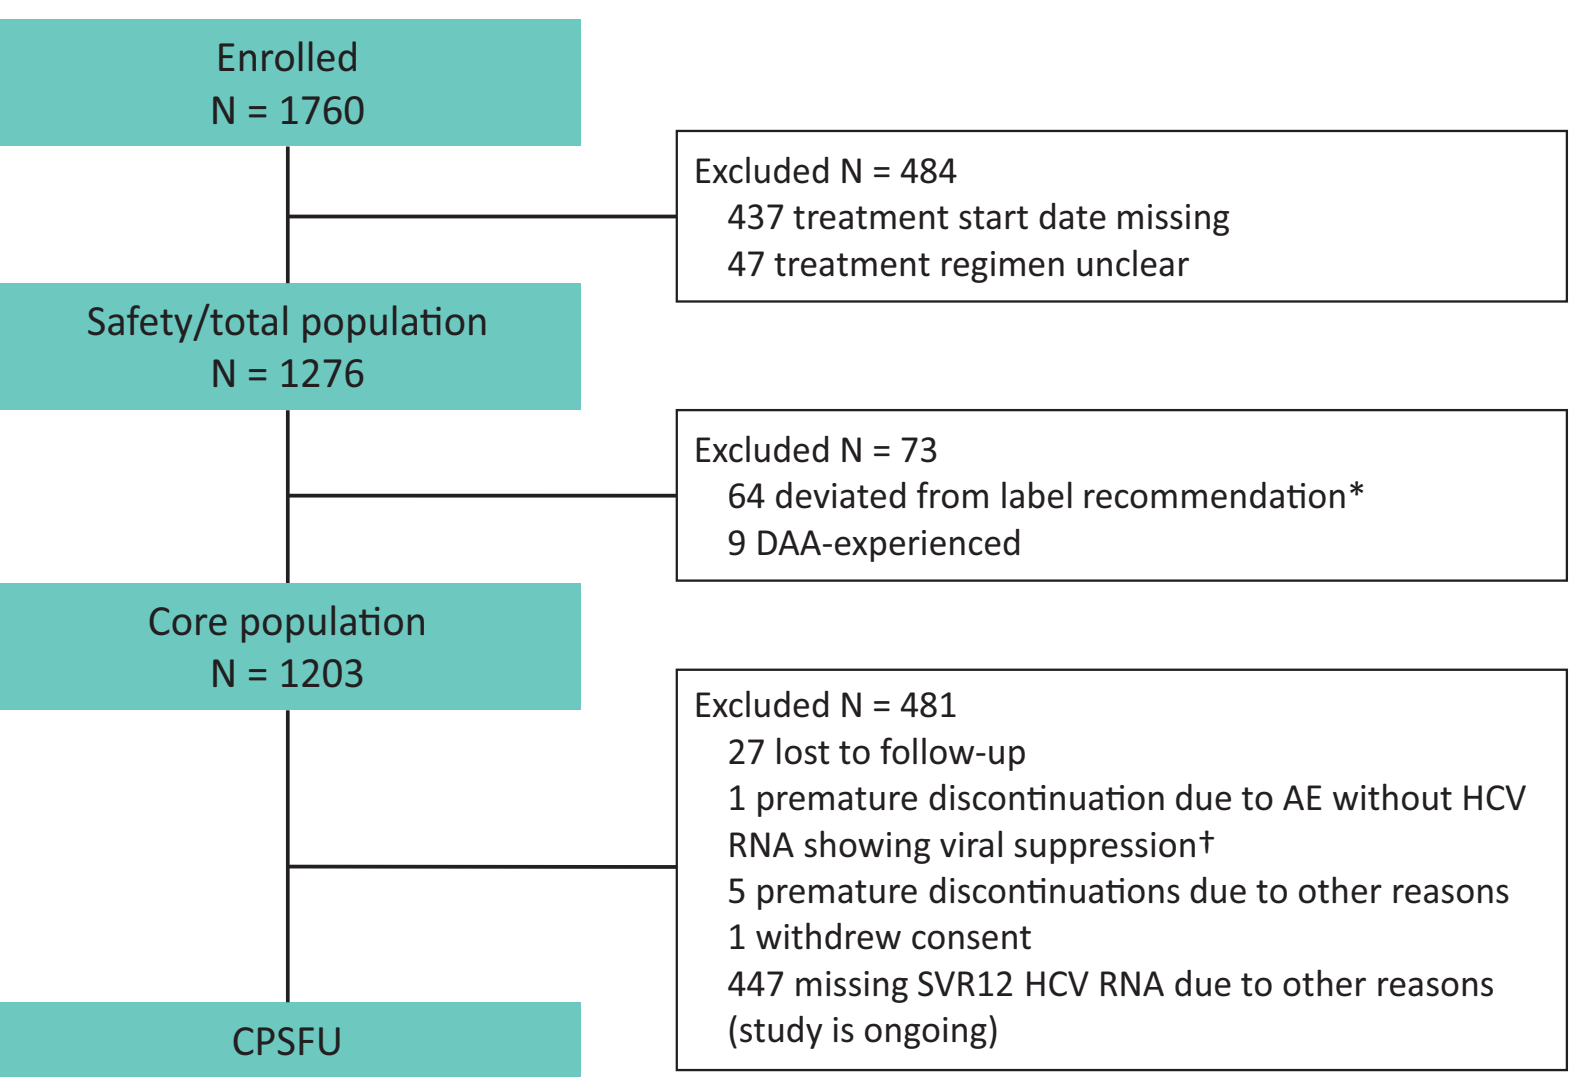 Enrolled
N = 1760
Excluded N = 484
437 treatment start date missing
47 treatment regimen unclear
Safety/total population
N = 1276
Excluded N = 73
64 deviated from label recommendation*
9 DAA-experienced
Core population
N = 1203
Excluded N = 481
27 lost to follow-up
1 premature discontinuation due to AE without HCV
RNA showing viral suppression†
5 premature discontinuations due to other reasons
1 withdrew consent
447 missing SVR12 HCV RNA due to other reasons
(study is ongoing)
CPSFU